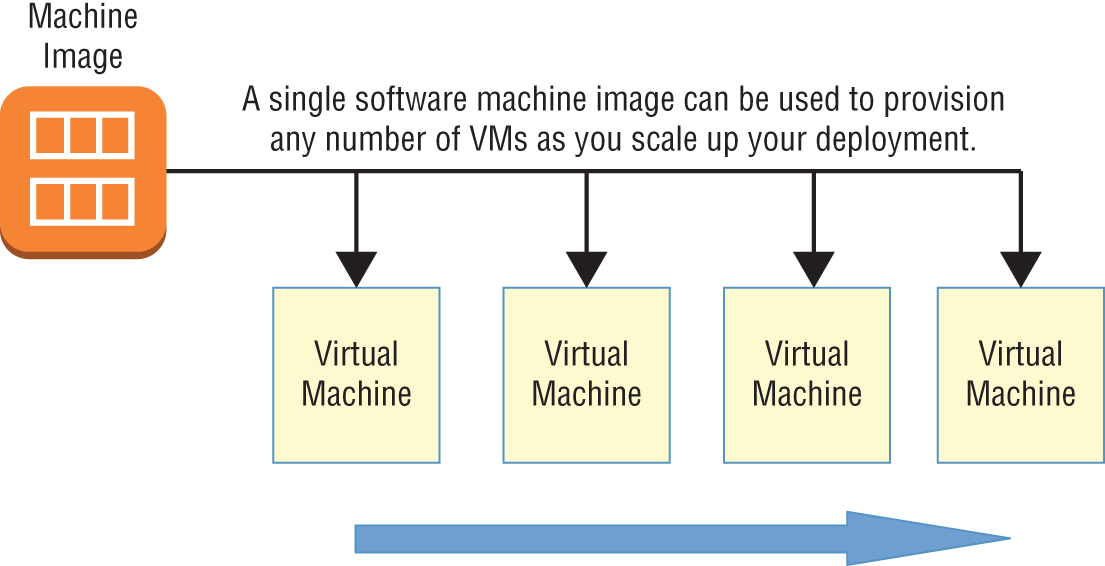 Machine
Image
A single software machine image can be used to provision
any number of VMs as you scale up your deployment.
Virtual
Machine
Virtual
Machine
Virtual
Machine
Virtual
Machine